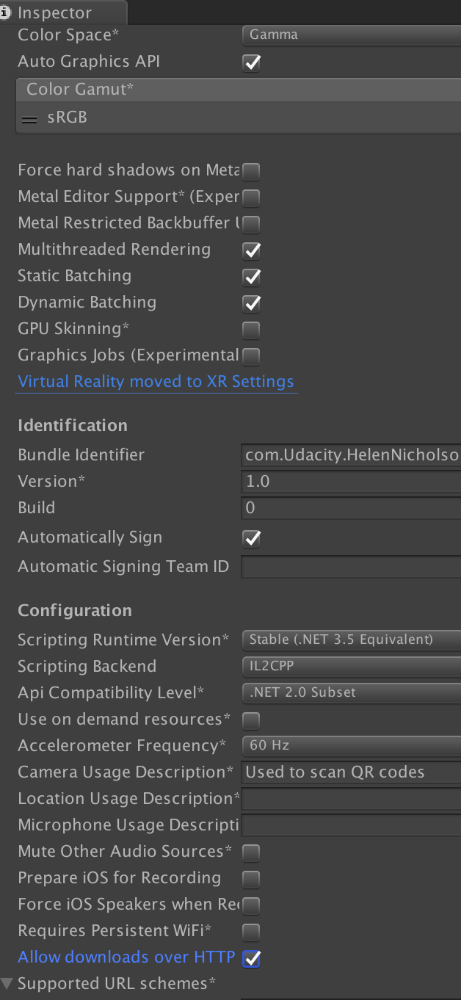 Inspector
Color Space* Gamma
Auto Graphics API
Color Gamut*
sRGB
Force hard shadows on Meta
Metal Editor Support* (Exper
Metal Restricted Backbuffer
Multithreaded Rendering
Static Batching
Dynamic Batching
GPU Skinning*
Graphics Jobs (Experimental
Virtual Reality moved to XR Settings
Identification
Bundle Identifier com.Udacity.HelenNicholso
Version* 1.0
Build 0
Automatically Sign
Automatic Signing Team ID
Configuration
Scripting Runtime Version* Stable (.NET 3.5 Equivalent)
Scripting Backend IL2CPP
Api Compatibility Level* .NET 2.0 Subset
Use on demand resources*
Accelerometer Frequency* 60 Hz
Camera Usage Description* Used to scan QR codes
Location Usage Description*
Microphone Usage Descripti
Mute Other Audio Sources*
Prepare iOS for Recording
Force iOS Speakers when Rec
Requires Persistent WiFi*
Allow downloads over HTTP
Supported URL schemes*